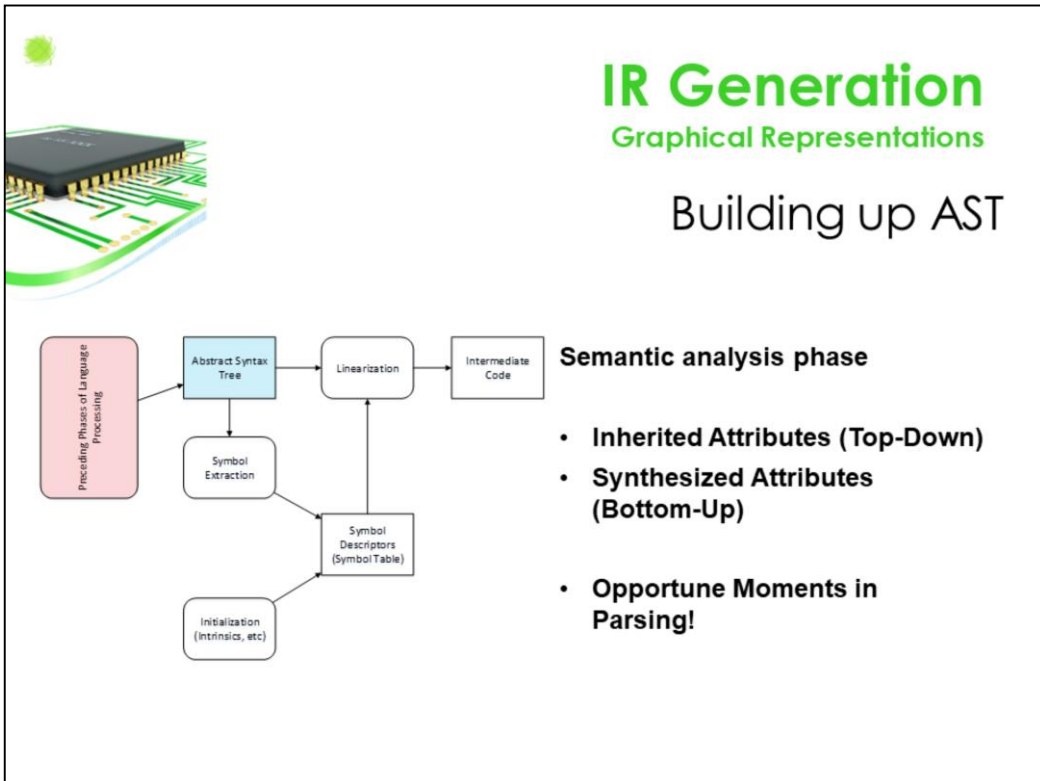 IR Generation
Graphical Representations
Building up AST
Preceding Phases of Language
Processing
Abstract Syntax
Tree
Linearization
Intermediate
Code
Symbol
Extraction
Symbol
Descriptors
(Symbol Table)
Initialization
(Intrinsics, etc)
Semantic analysis phase
• Inherited Attributes (Top-Down)
• Synthesized Attributes
(Bottom-Up)
• Opportune Moments in
Parsing!